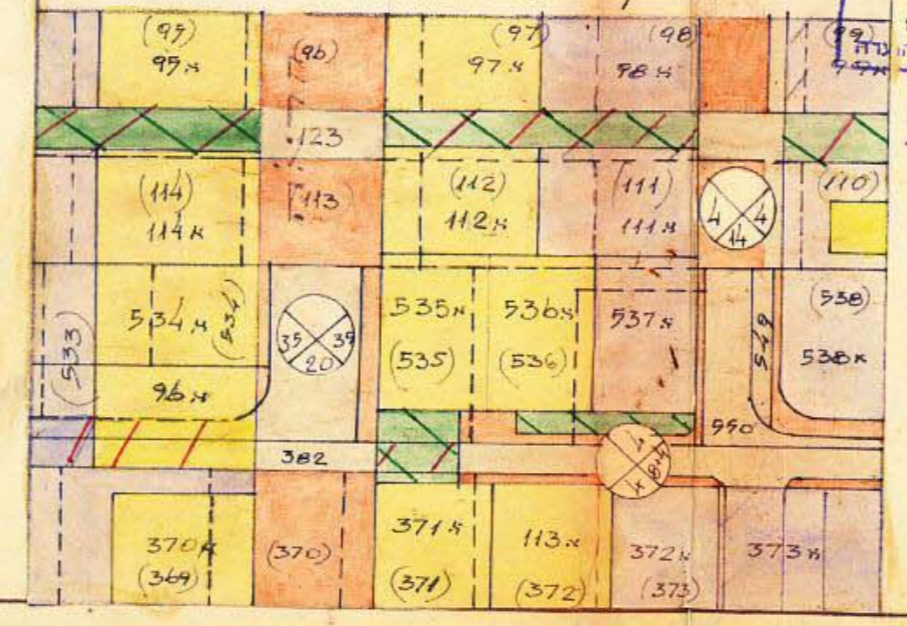 (95) (96) (97) (98) (99)
95א 97א 98א 99א
123
(114) (113) (112) (111) (110)
114א 112א 111א
4 4
14
534א (534) 535א 536א 537א (538)
(533) 35 35 (535) (536) 549 538א
20
96א
550
382
370א (370) 371א 113א 372א 373א
(369) (371) (372) (373)